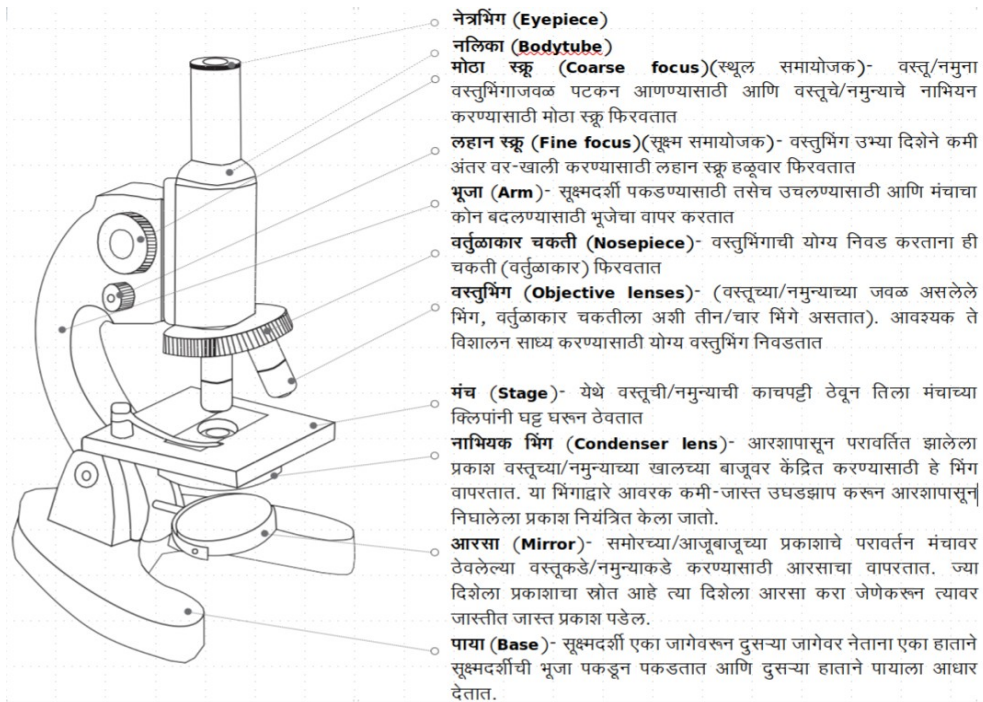 नेत्रभिंग (Eyepiece)
नलिका (Bodytube)
मोठा स्क्रू (Coarse focus)(स्थूल समायोजक)- वस्तू/नमुना
वस्तुभिंगाजवळ पटकन आणण्यासाठी आणि वस्तूचे/नमुन्याचे नाभियन
करण्यासाठी मोठा स्क्रू फिरवतात
लहान स्क्रू (Fine focus)(सूक्ष्म समायोजक)- वस्तुभिंग उभ्या दिशेने कमी
अंतर वर-खाली करण्यासाठी लहान स्क्रू हळूवार फिरवतात
भूजा (Arm)- सूक्ष्मदर्शी पकडण्यासाठी तसेच उचलण्यासाठी आणि मंचाचा
कोन बदलण्यासाठी भूजेचा वापर करतात
वर्तुळाकार चकती (Nosepiece)- वस्तुभिंगाची योग्य निवड करताना ही
चकती (वर्तुळाकार) फिरवतात
वस्तुभिंग (Objective lenses)- (वस्तूच्या/नमुन्याच्या जवळ असलेले
भिंग, वर्तुळाकार चकतीला अशी तीन/चार भिंगे असतात). आवश्यक ते
विशालन साध्य करण्यासाठी योग्य वस्तुभिंग निवडतात
मंच (Stage)- येथे वस्तूची/नमुन्याची काचपट्टी ठेवून तिला मंचाच्या
क्लिपांनी घट्ट घरून ठेवतात
नाभियक भिंग (Condenser lens)- आरशापासून परावर्तित झालेला
प्रकाश वस्तूच्या/नमुन्याच्या खालच्या बाजूवर केंद्रित करण्यासाठी हे भिंग
वापरतात. या भिंगाद्वारे आवरक कमी-जास्त उघडझाप करून आरशापासून
निघालेला प्रकाश नियंत्रित केला जातो.
आरसा (Mirror)- समोरच्या/आजूबाजूच्या प्रकाशाचे परावर्तन मंचावर
ठेवलेल्या वस्तूकडे/नमुन्याकडे करण्यासाठी आरसाचा वापरतात. ज्या
दिशेला प्रकाशाचा स्रोत आहे त्या दिशेला आरसा करा जेणेकरून त्यावर
जास्तीत जास्त प्रकाश पडेल.
पाया (Base)- सूक्ष्मदर्शी एका जागेवरून दुसऱ्या जागेवर नेताना एका हाताने
सूक्ष्मदर्शीची भूजा पकडून पकडतात आणि दुसऱ्या हाताने पायाला आधार
देतात.